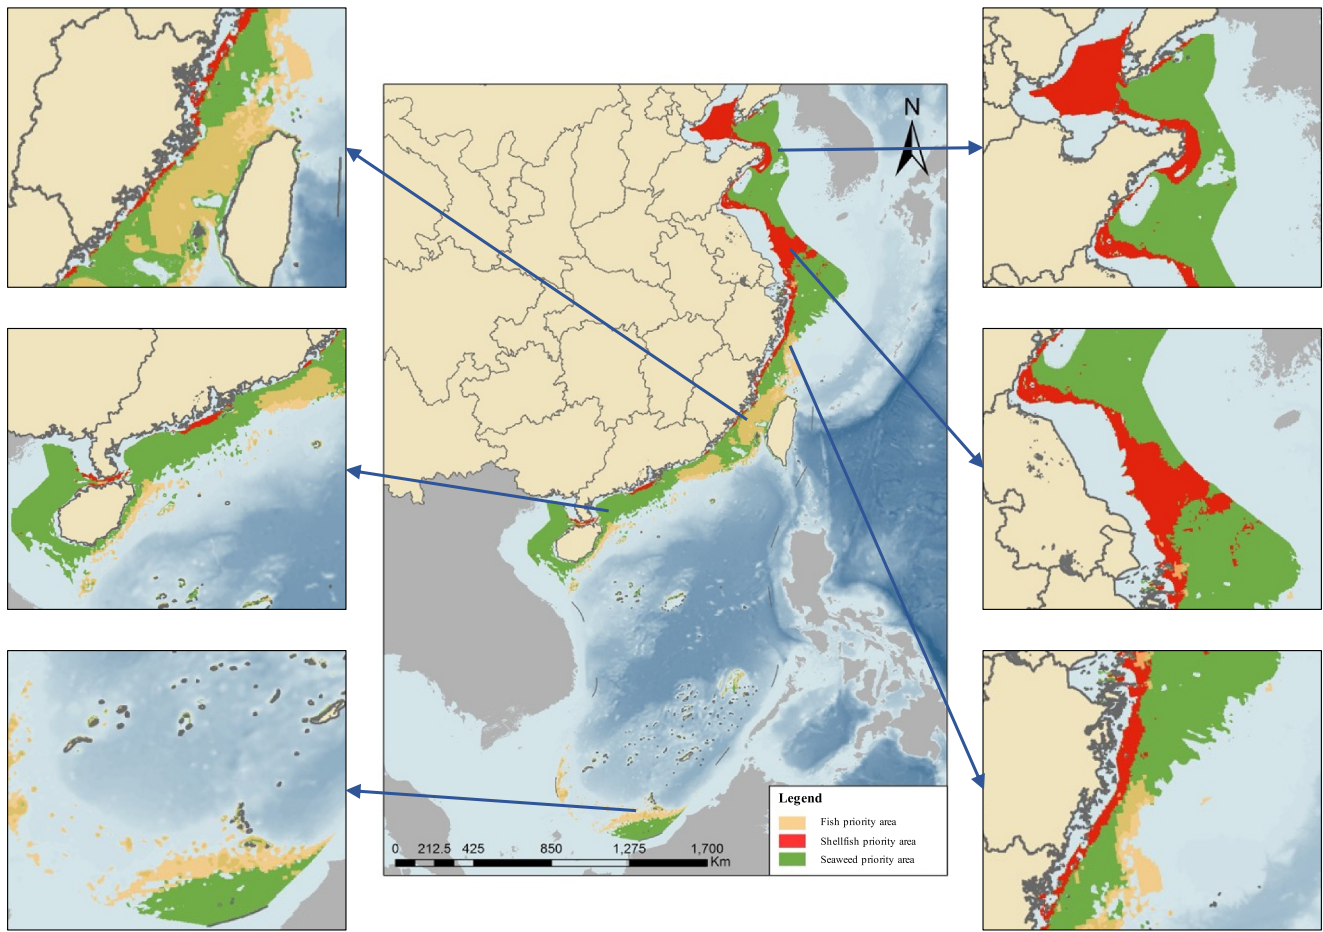 N
Legend
Fish priority area
Shellfish priority area
Seaweed priority area
0 212.5 425 850 1,275 1,700
Km